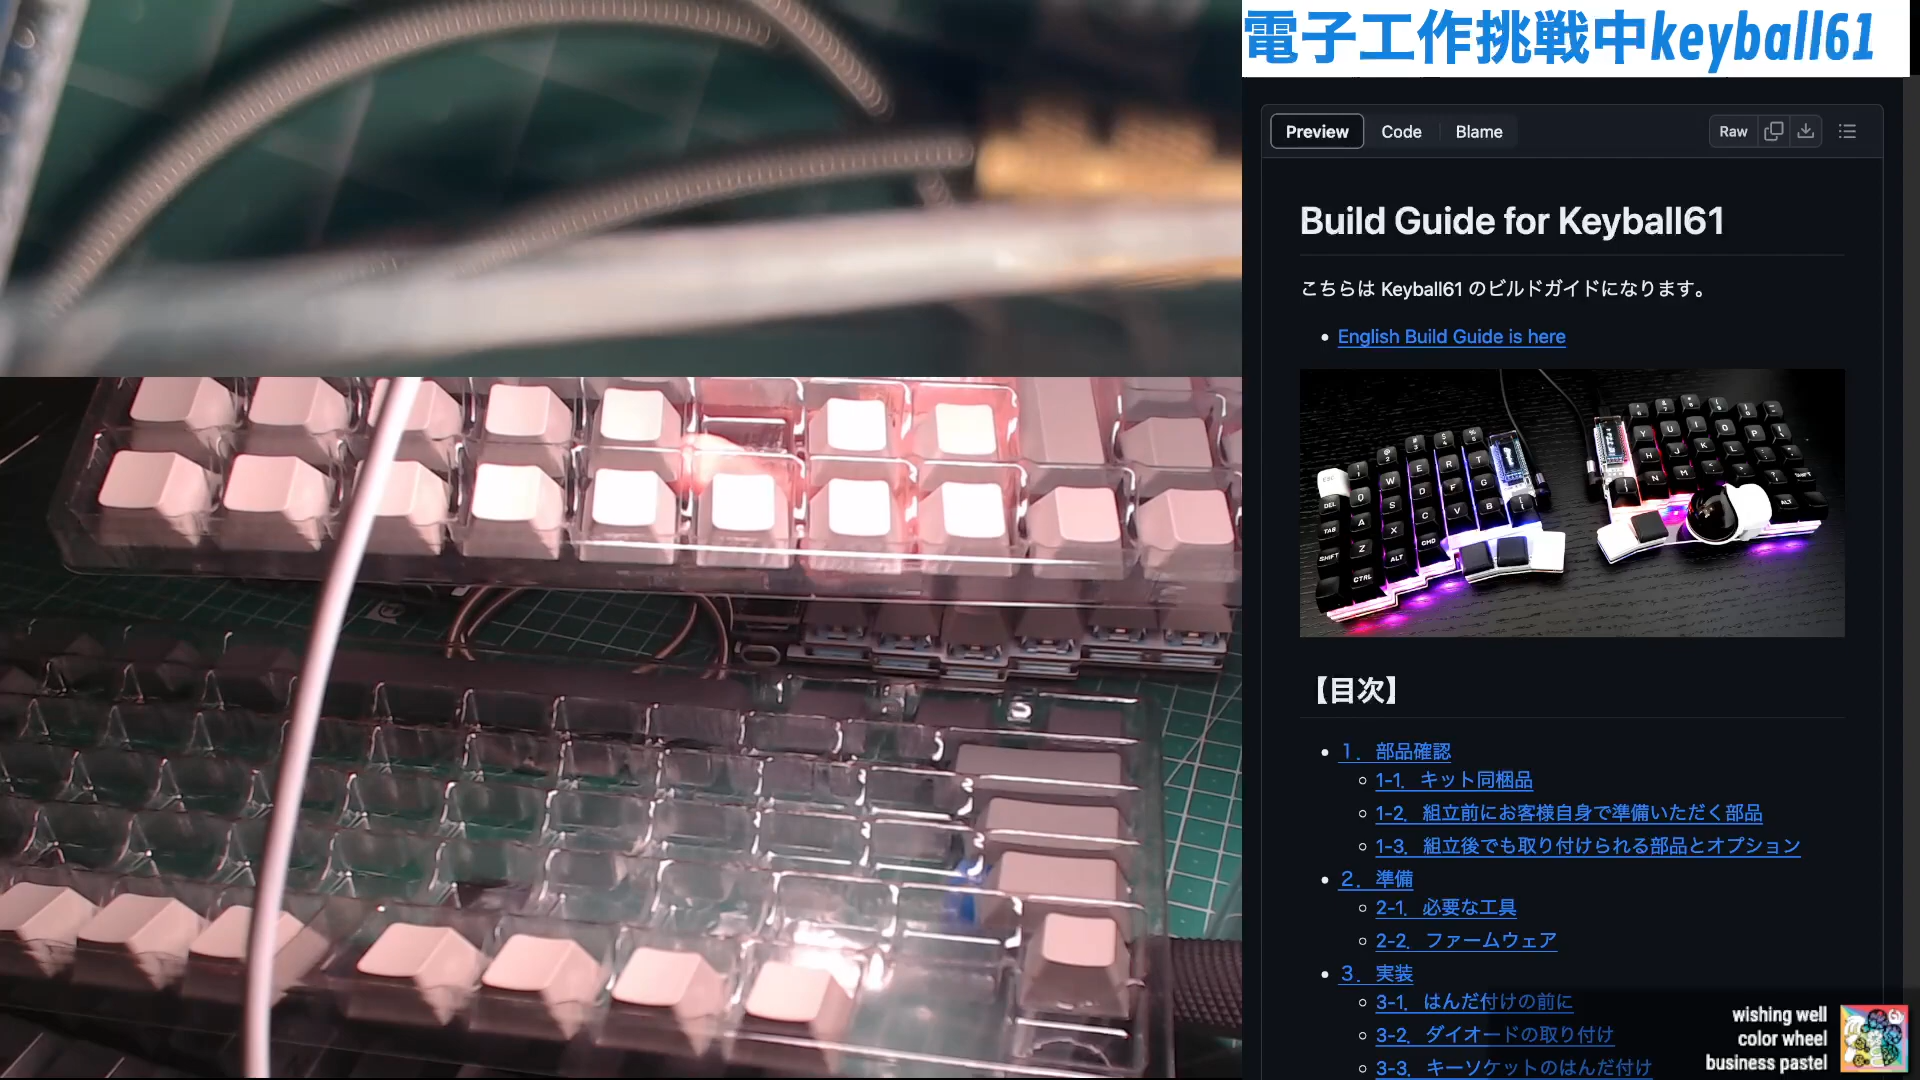 電子工作挑戦中keyball61
Preview
Code
Blame
Raw
Build Guide for Keyball61
こちらは Keyball61 のビルドガイドになります。
English Build Guide is here
【目次】
1. 部品確認
1-1. キット同梱品
1-2. 組立前にお客様自身で準備いただく部品
1-3. 組立後でも取り付けられる部品とオプション
2. 準備
2-1. 必要な工具
2-2. ファームウェア
3. 実装
3-1. はんだ付けの前に
3-2. ダイオードの取り付け
3-3. キーソケットのはんだ付け
wishing well
color wheel
business pastel